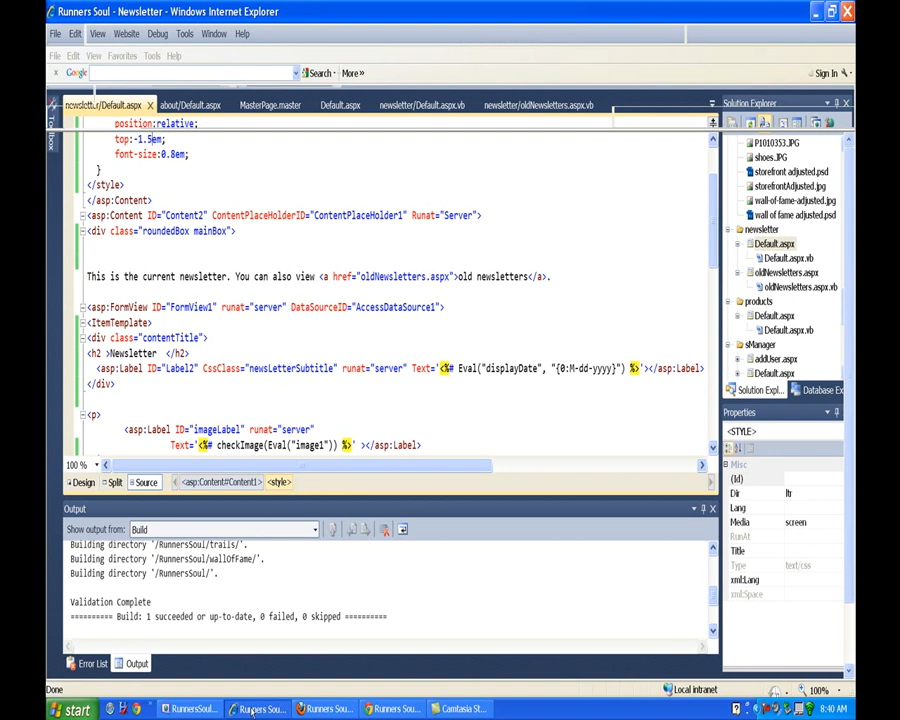 Runners Soul - Newsletter - Windows Internet Explorer
File Edit View Website Debug Tools Window Help
File Edit View Favorites Tools Help
x Google Search More» Sign In
newsletter/Default.aspx about/Default.aspx MasterPage.master Default.aspx newsletter/Default.aspx.vb newsletter/oldNewsletters.aspx.vb
Toolbox
position:relative;
top:-1.5em;
font-size:0.8em;
}
</style>
</asp:Content>
<asp:Content ID="Content2" ContentPlaceHolderID="ContentPlaceHolder1" Runat="Server">
<div class="roundedBox mainBox">
This is the current newsletter. You can also view <a href="oldNewsletters.aspx">old newsletters</a>.
<asp:FormView ID="FormView1" runat="server" DataSourceID="AccessDataSource1">
<ItemTemplate>
<div class="contentTitle">
<h2 >Newsletter </h2>
<asp:Label ID="Label2" CssClass="newsLetterSubtitle" runat="server" Text='<%# Eval("displayDate", "{0:M-dd-yyyy}") %>'></asp:Label>
</div>
<p>
<asp:Label ID="imageLabel" runat="server"
Text='<%# checkImage(Eval("image1")) %>' ></asp:Label>
100 %
Design Split Source <asp:Content#Content1> <style>
Output
Show output from: Build
Building directory '/RunnersSoul/trails/'.
Building directory '/RunnersSoul/wallOfFame/'.
Building directory '/RunnersSoul/'.
Validation Complete
========== Build: 1 succeeded or up-to-date, 0 failed, 0 skipped ==========
Error List Output
Solution Explorer
P1010353.JPG
shoes.JPG
storefront adjusted.psd
storefrontAdjusted.jpg
wall-of-fame-adjusted.jpg
wall of fame adjusted.psd
newsletter
Default.aspx
Default.aspx.vb
oldNewsletters.aspx
oldNewsletters.aspx.vb
products
Default.aspx
Default.aspx.vb
sManager
addUser.aspx
Default.aspx
Solution Expl... Database Ex
Properties
<STYLE>
Misc
(Id)
Dir ltr
Lang
Media screen
RunAt
Title
Type text/css
xml:Lang
xml:Space
Done Local intranet 100%
start RunnersSoul... Runners Sou... Runners Sou... Runners Sou... Camtasia St... 8:40 AM